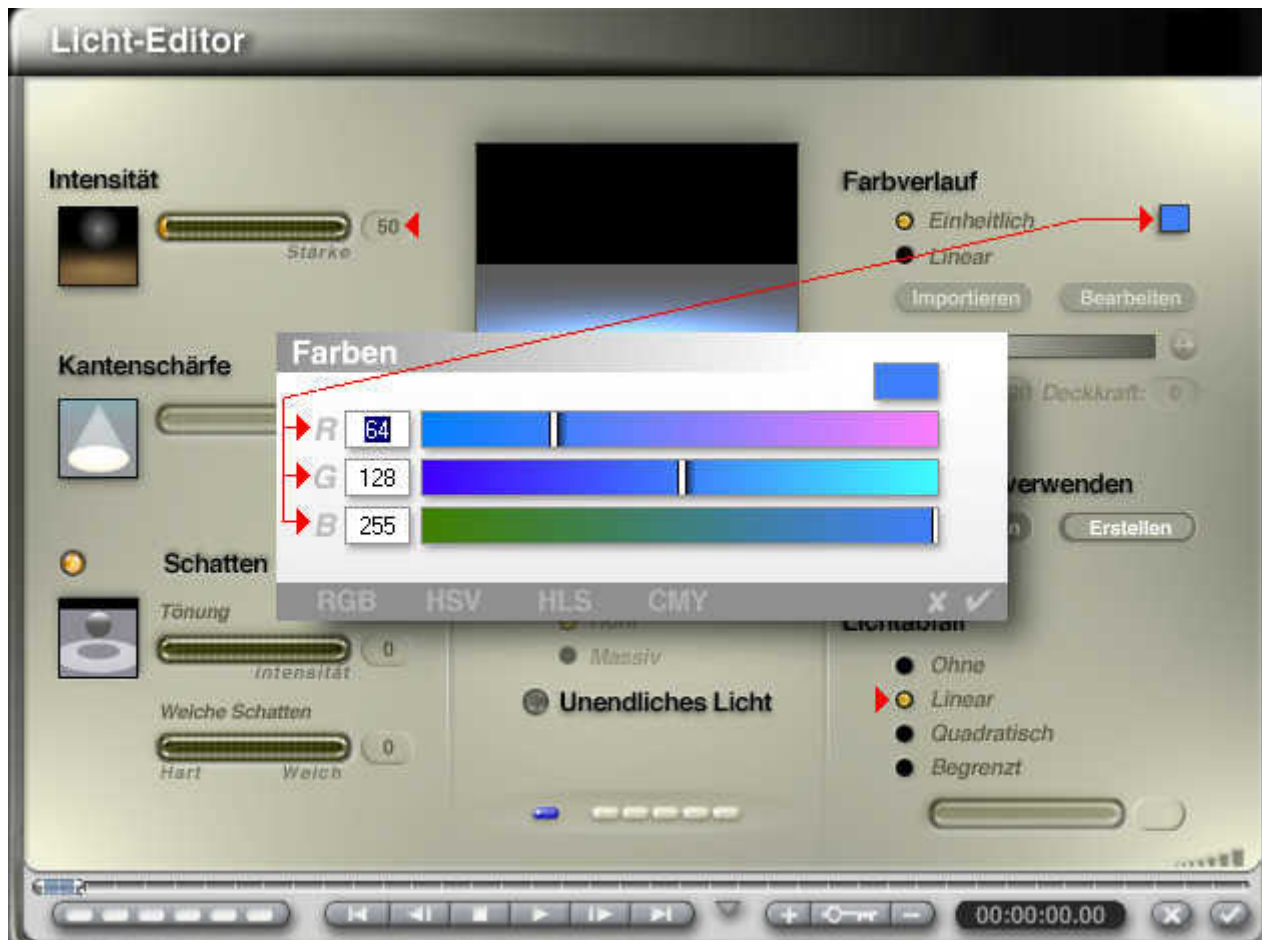 Licht-Editor
Intensität
50
Stärke
Farbverlauf
Einheitlich
Linear
Importieren
Bearbeiten
Deckkraft: 0
Kantenschärfe
Farben
R 64
G 128
B 255
RGB HSV HLS CMY
verwenden
Erstellen
Schatten
Tönung
0
Intensität
Weiche Schatten
0
Hart Weich
Massiv
Unendliches Licht
Lichtabfall
Ohne
Linear
Quadratisch
Begrenzt
00:00:00.00